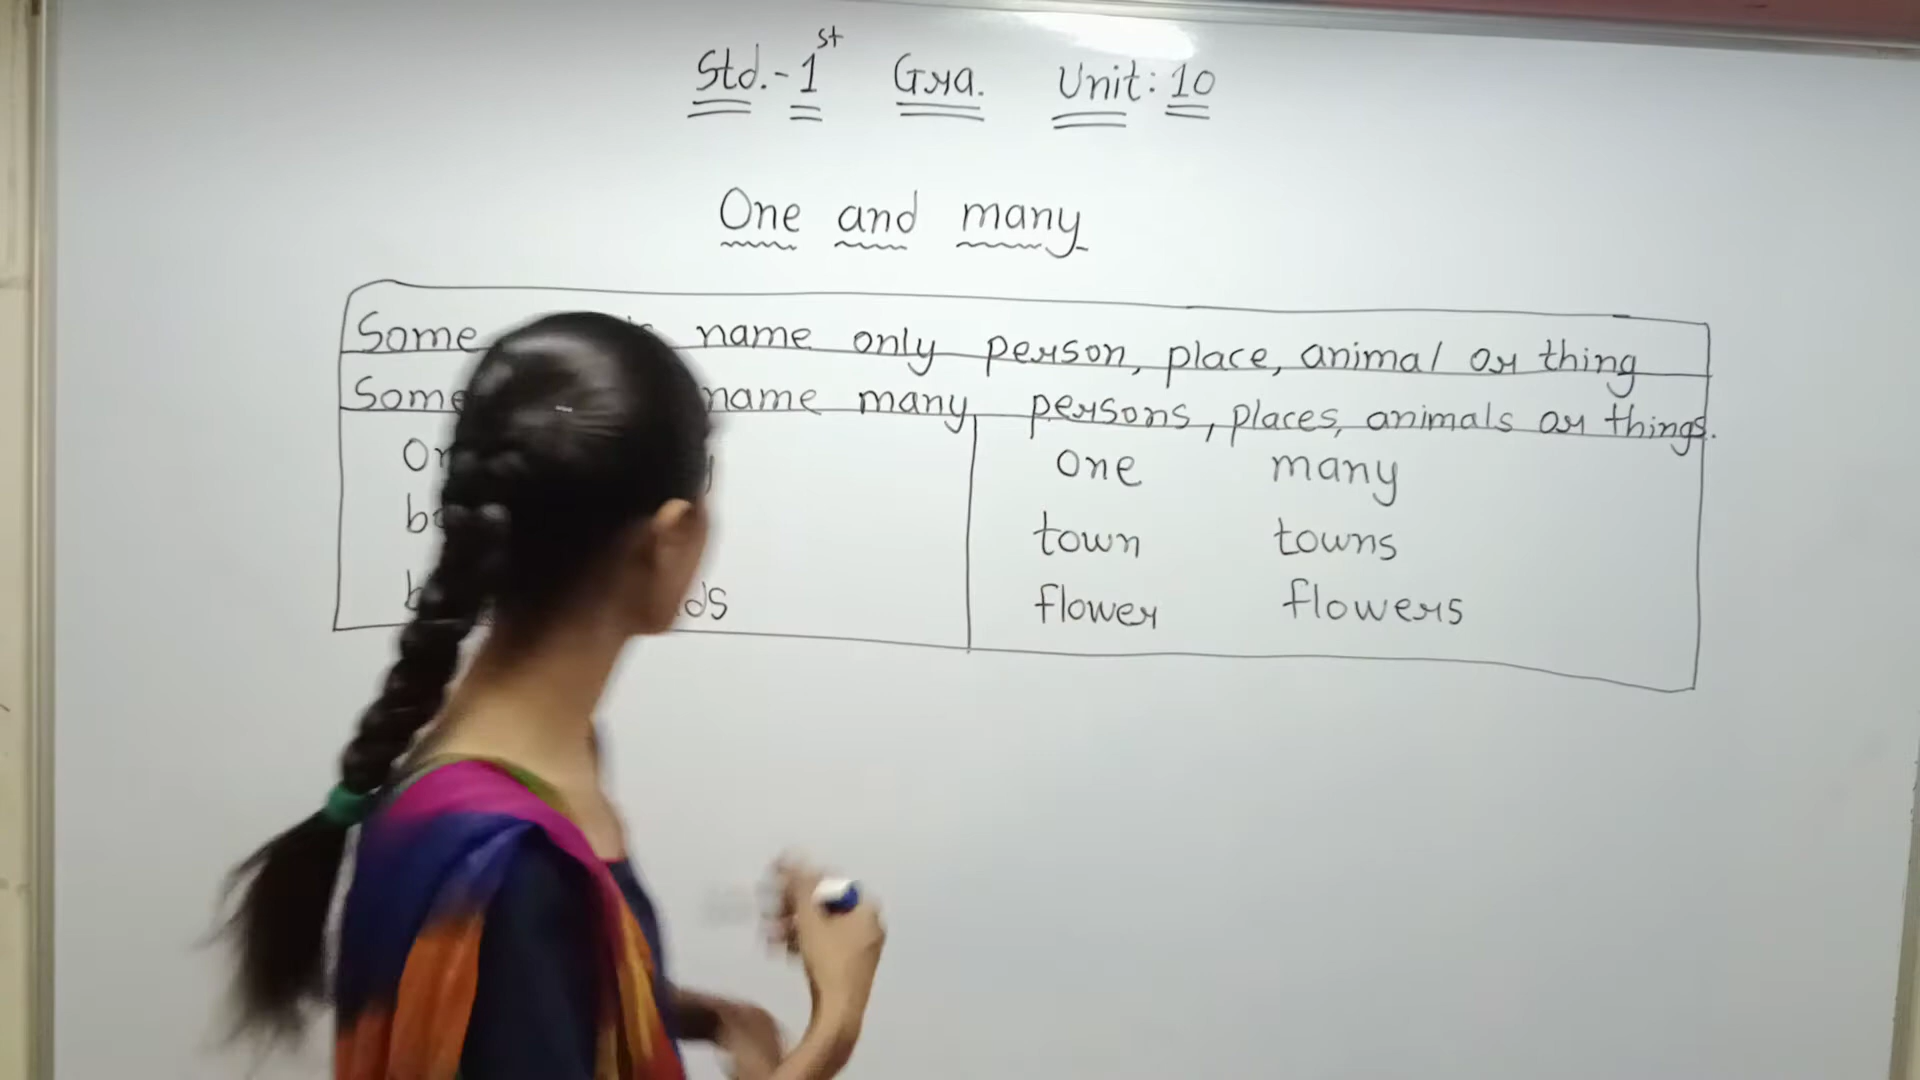 Std.- 1st Gra. Unit: 10
One and many
Some name only person, place, animal or thing
Some name many persons, places, animals or things.
one many
town towns
flower flowers